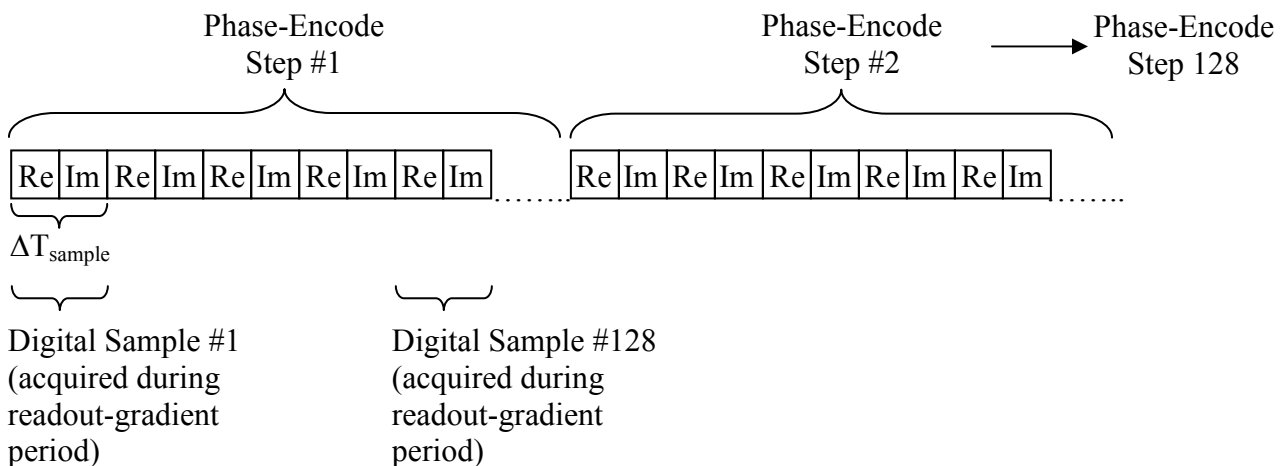 Phase-Encode
Step #1
Phase-Encode
Step #2
Phase-Encode
Step 128
Re Im Re Im Re Im Re Im Re Im ........ Re Im Re Im Re Im Re Im Re Im .......
ΔTsample
Digital Sample #1
(acquired during
readout-gradient
period)
Digital Sample #128
(acquired during
readout-gradient
period)